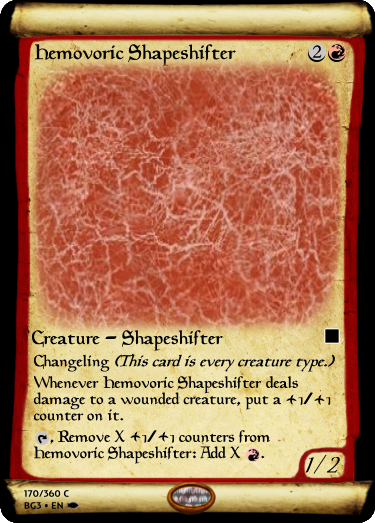 Hemovoric Shapeshifter 2
Creature – Shapeshifter
Changeling (This card is every creature type.)
Whenever Hemovoric Shapeshifter deals
damage to a wounded creature, put a +1/+1
counter on it.
, Remove X +1/+1 counters from
Hemovoric Shapeshifter: Add X .
1/2
170/360 C
BG3 • EN